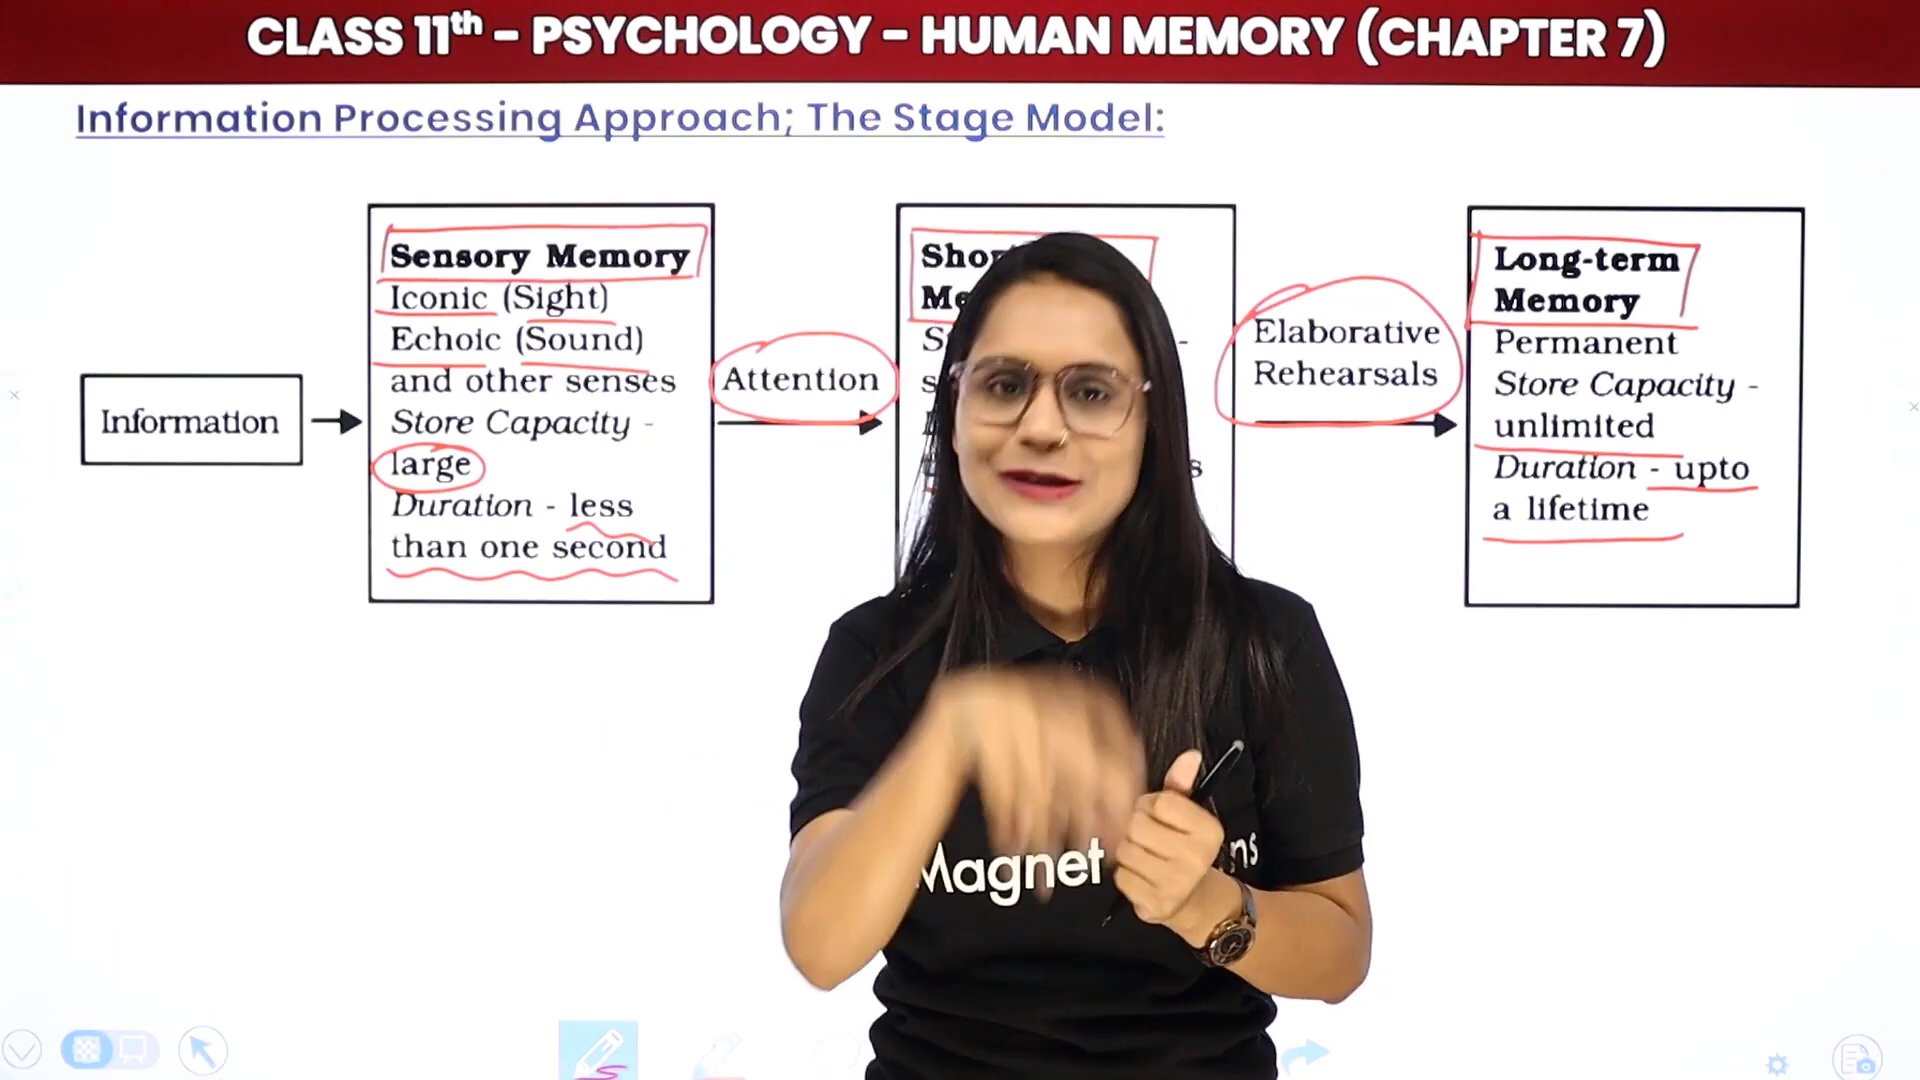 CLASS 11th - PSYCHOLOGY - HUMAN MEMORY (CHAPTER 7)
Information Processing Approach; The Stage Model:
Information
Sensory Memory
Iconic (Sight)
Echoic (Sound)
and other senses
Store Capacity -
large
Duration - less
than one second
Attention
Elaborative
Rehearsals
Long-term
Memory
Permanent
Store Capacity -
unlimited
Duration - upto
a lifetime
Magnet